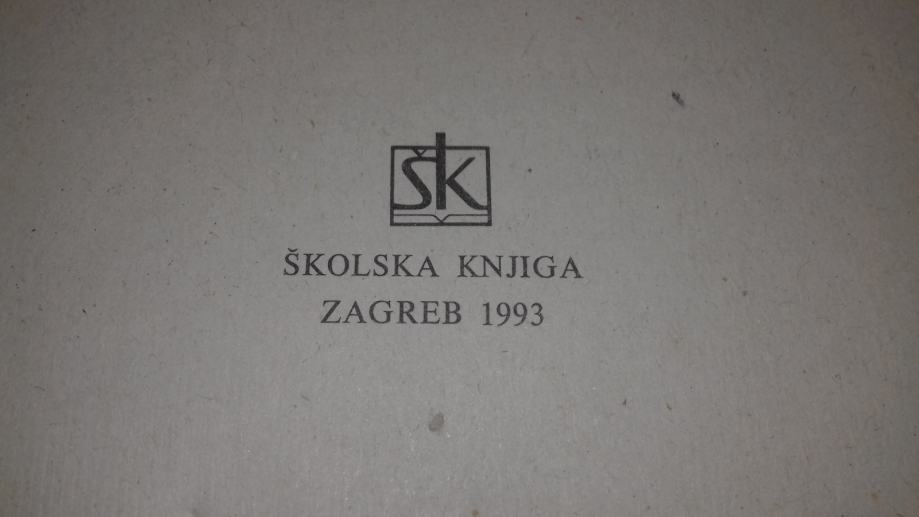 ŠK
ŠKOLSKA KNJIGA
ZAGREB 1993